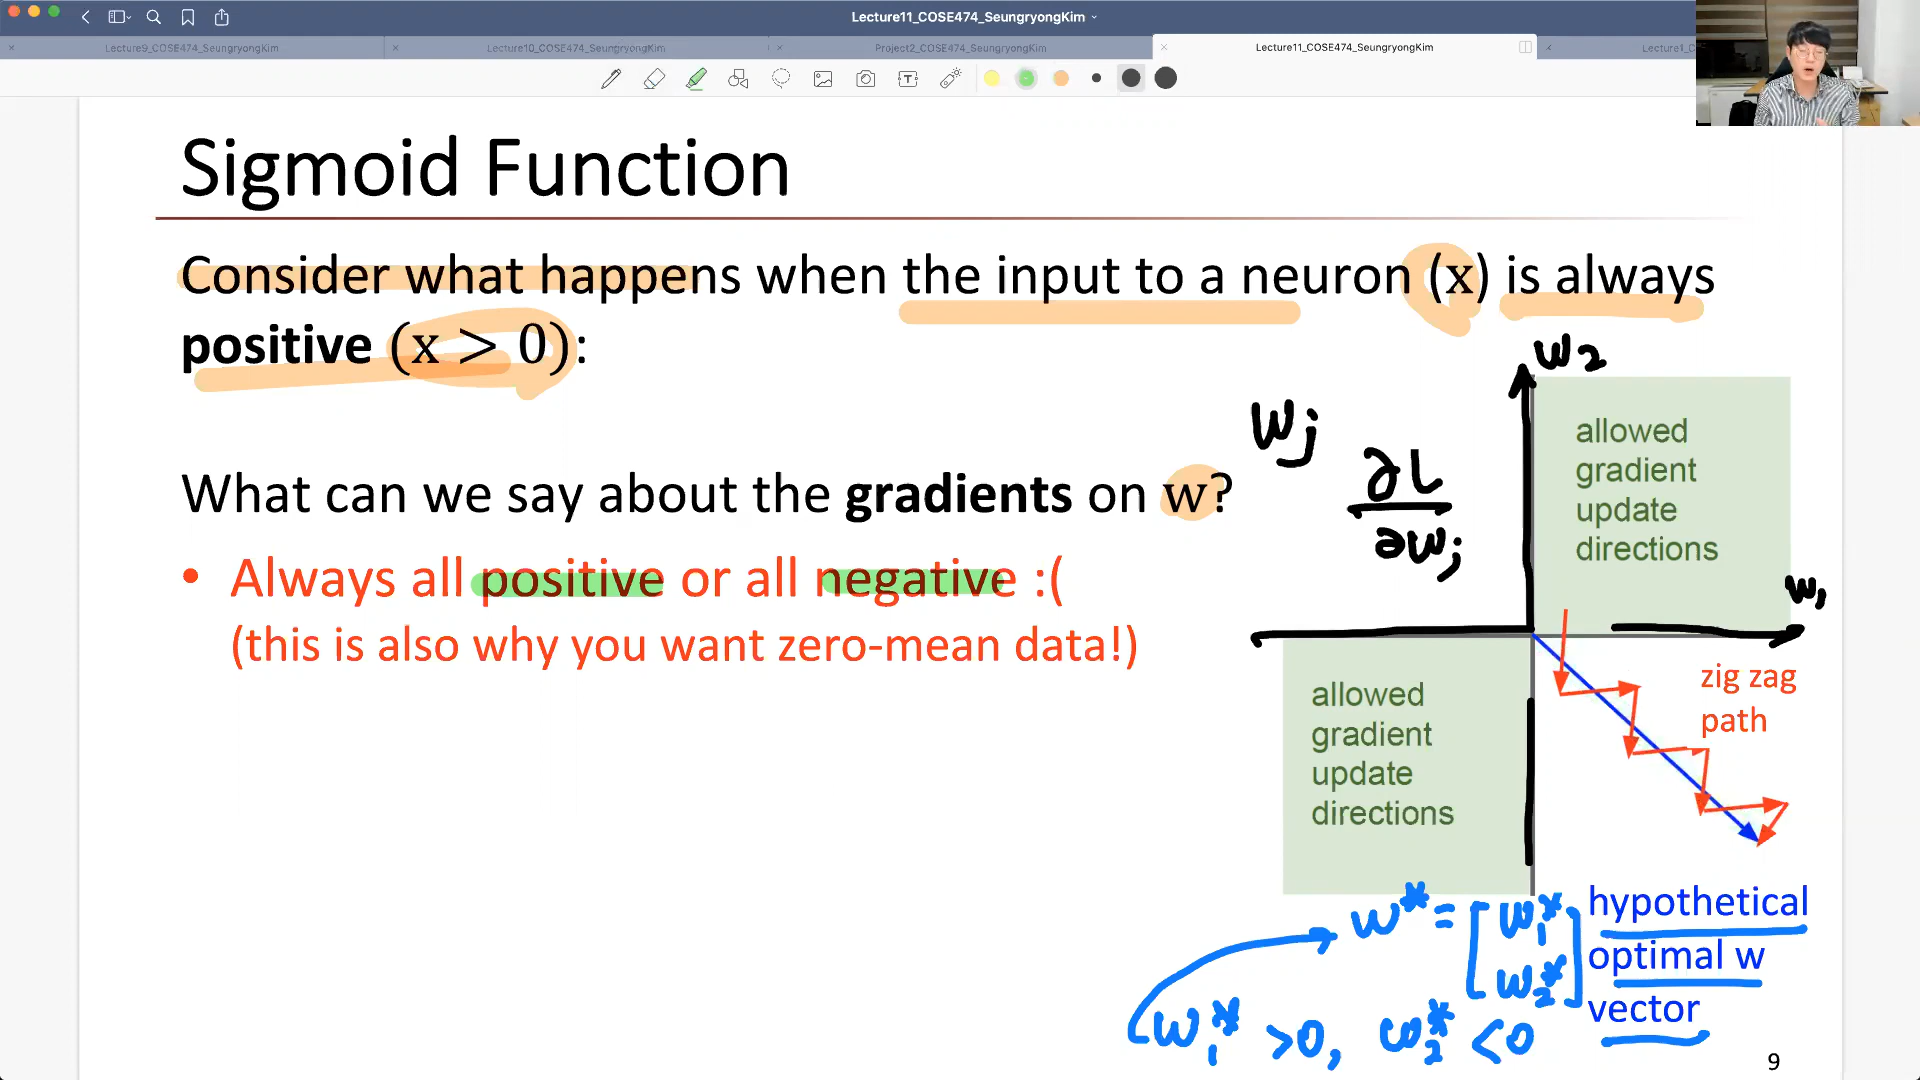 Lecture11_COSE474_SeungryongKim
Lecture9_COSE474_SeungryongKim
Lecture10_COSE474_SeungryongKim
Project2_COSE474_SeungryongKim
Lecture11_COSE474_SeungryongKim
Sigmoid Function
Consider what happens when the input to a neuron (x) is always
positive (x > 0):
What can we say about the gradients on w?
• Always all positive or all negative :(
(this is also why you want zero-mean data!)
w2
wj
∂L
∂wj
allowed
gradient
update
directions
w1
allowed
gradient
update
directions
zig zag
path
hypothetical
optimal w
vector
w* = [w1*
w2*]
w1* >0, w2* <0
9